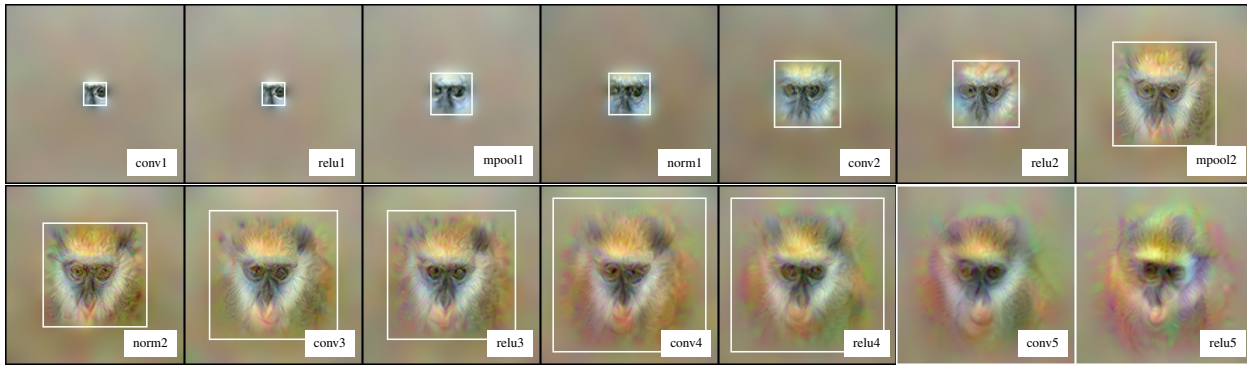 conv1
relu1
mpool1
norm1
conv2
relu2
mpool2
norm2
conv3
relu3
conv4
relu4
conv5
relu5